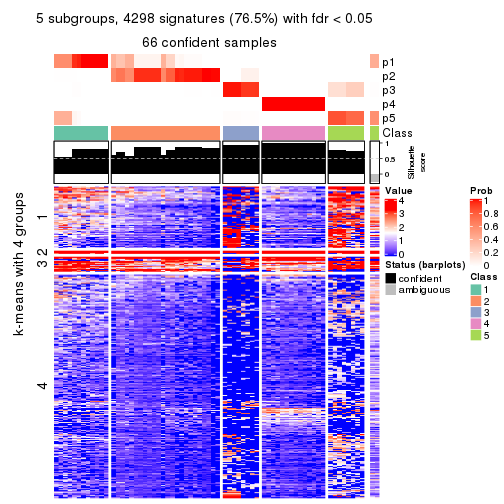 5 subgroups, 4298 signatures (76.5%) with fdr < 0.05
66 confident samples
p1
p2
p3
p4
p5
Class
1
0.5
0
Silhouette
score
k-means with 4 groups
1
2
3
4
Value
4
3
2
1
0
Status (barplots)
confident
ambiguous
Prob
1
0.8
0.6
0.4
0.2
0
Class
1
2
3
4
5